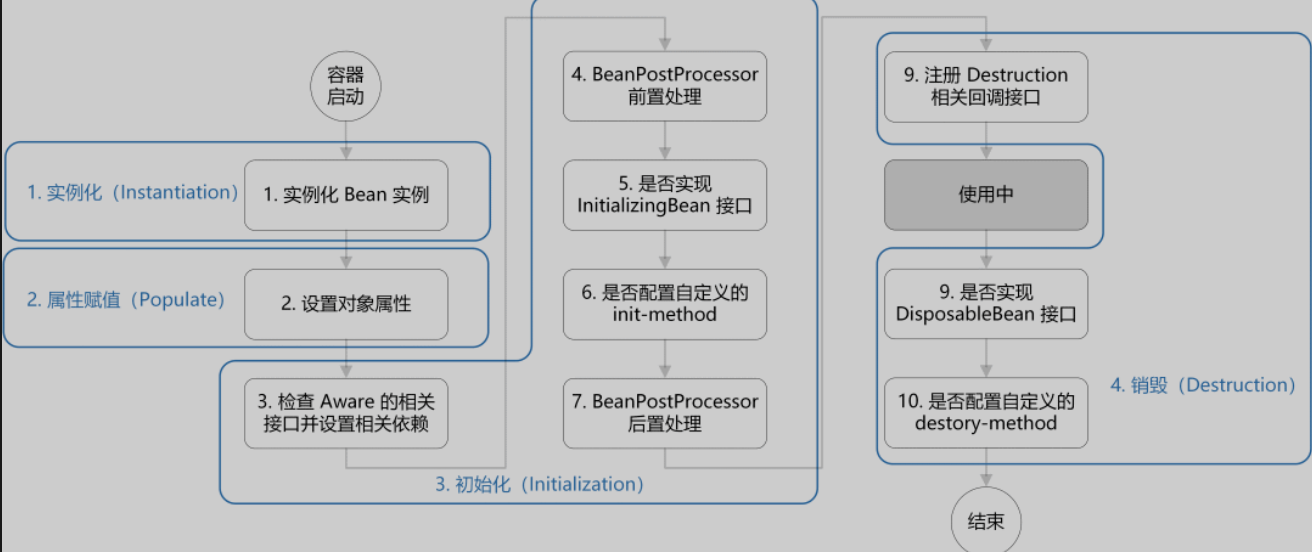 容器
启动
1. 实例化（Instantiation）
1. 实例化 Bean 实例
2. 属性赋值（Populate）
2. 设置对象属性
3. 检查 Aware 的相关
接口并设置相关依赖
3. 初始化（Initialization）
4. BeanPostProcessor
前置处理
5. 是否实现
InitializingBean 接口
6. 是否配置自定义的
init-method
7. BeanPostProcessor
后置处理
9. 注册 Destruction
相关回调接口
使用中
9. 是否实现
DisposableBean 接口
4. 销毁（Destruction）
10. 是否配置自定义的
destory-method
结束